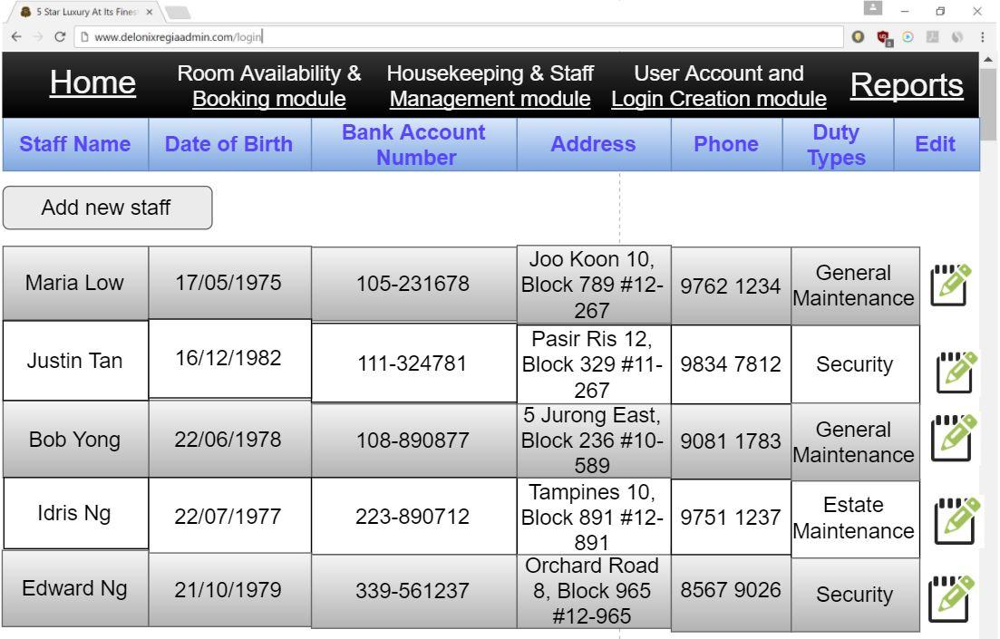 5 Star Luxury At Its Fines
www.delonixregiaadmin.com/login
Home
Room Availability &
Booking module
Housekeeping & Staff
Management module
User Account and
Login Creation module
Reports
Staff Name
Date of Birth
Bank Account
Number
Address
Phone
Duty
Types
Edit
Add new staff
Maria Low
17/05/1975
105-231678
Joo Koon 10,
Block 789 #12-
267
9762 1234
General
Maintenance
Justin Tan
16/12/1982
111-324781
Pasir Ris 12,
Block 329 #11-
267
9834 7812
Security
Bob Yong
22/06/1978
108-890877
5 Jurong East,
Block 236 #10-
589
9081 1783
General
Maintenance
Idris Ng
22/07/1977
223-890712
Tampines 10,
Block 891 #12-
891
9751 1237
Estate
Maintenance
Edward Ng
21/10/1979
339-561237
Orchard Road
8, Block 965
#12-965
8567 9026
Security